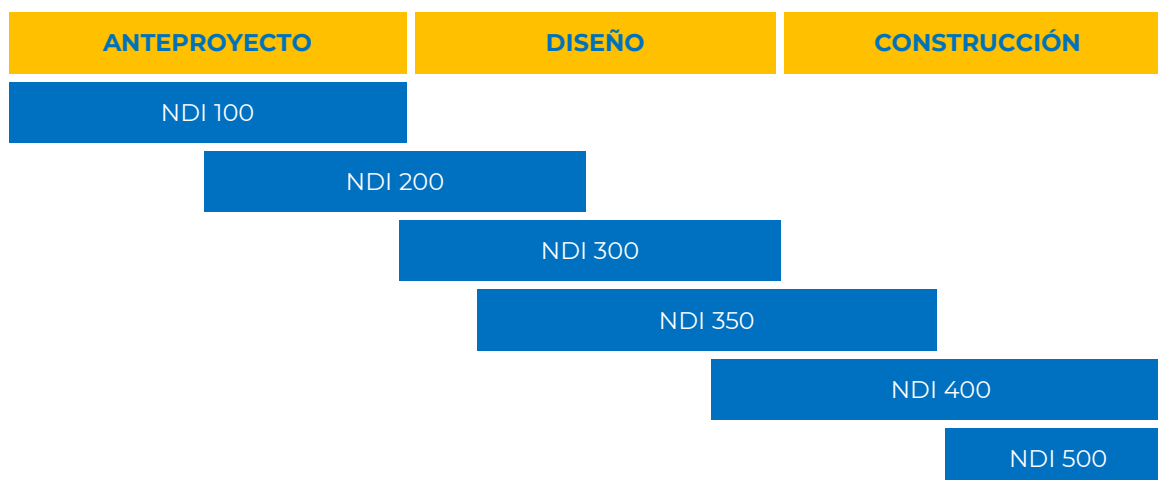 ANTEPROYECTO DISEÑO CONSTRUCCIÓN
NDI 100
NDI 200
NDI 300
NDI 350
NDI 400
NDI 500